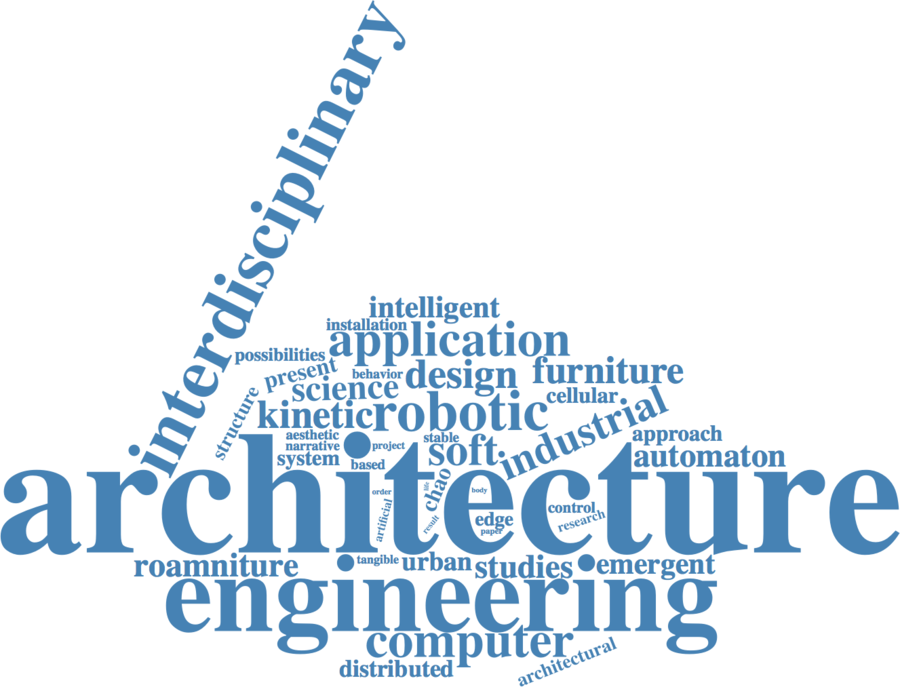 interdisciplinary
intelligent
installation
application
possibilities
present
behavior
science
design
furniture
cellular
structure
kinetic
robotic
industrial
aesthetic
narrative
project
stable
soft
approach
system
based
automaton
architecture
order
artificial
life
chao
result
body
edge
paper
control
research
roamniture
tangible
urban
studies
emergent
engineering
computer
distributed
architectural